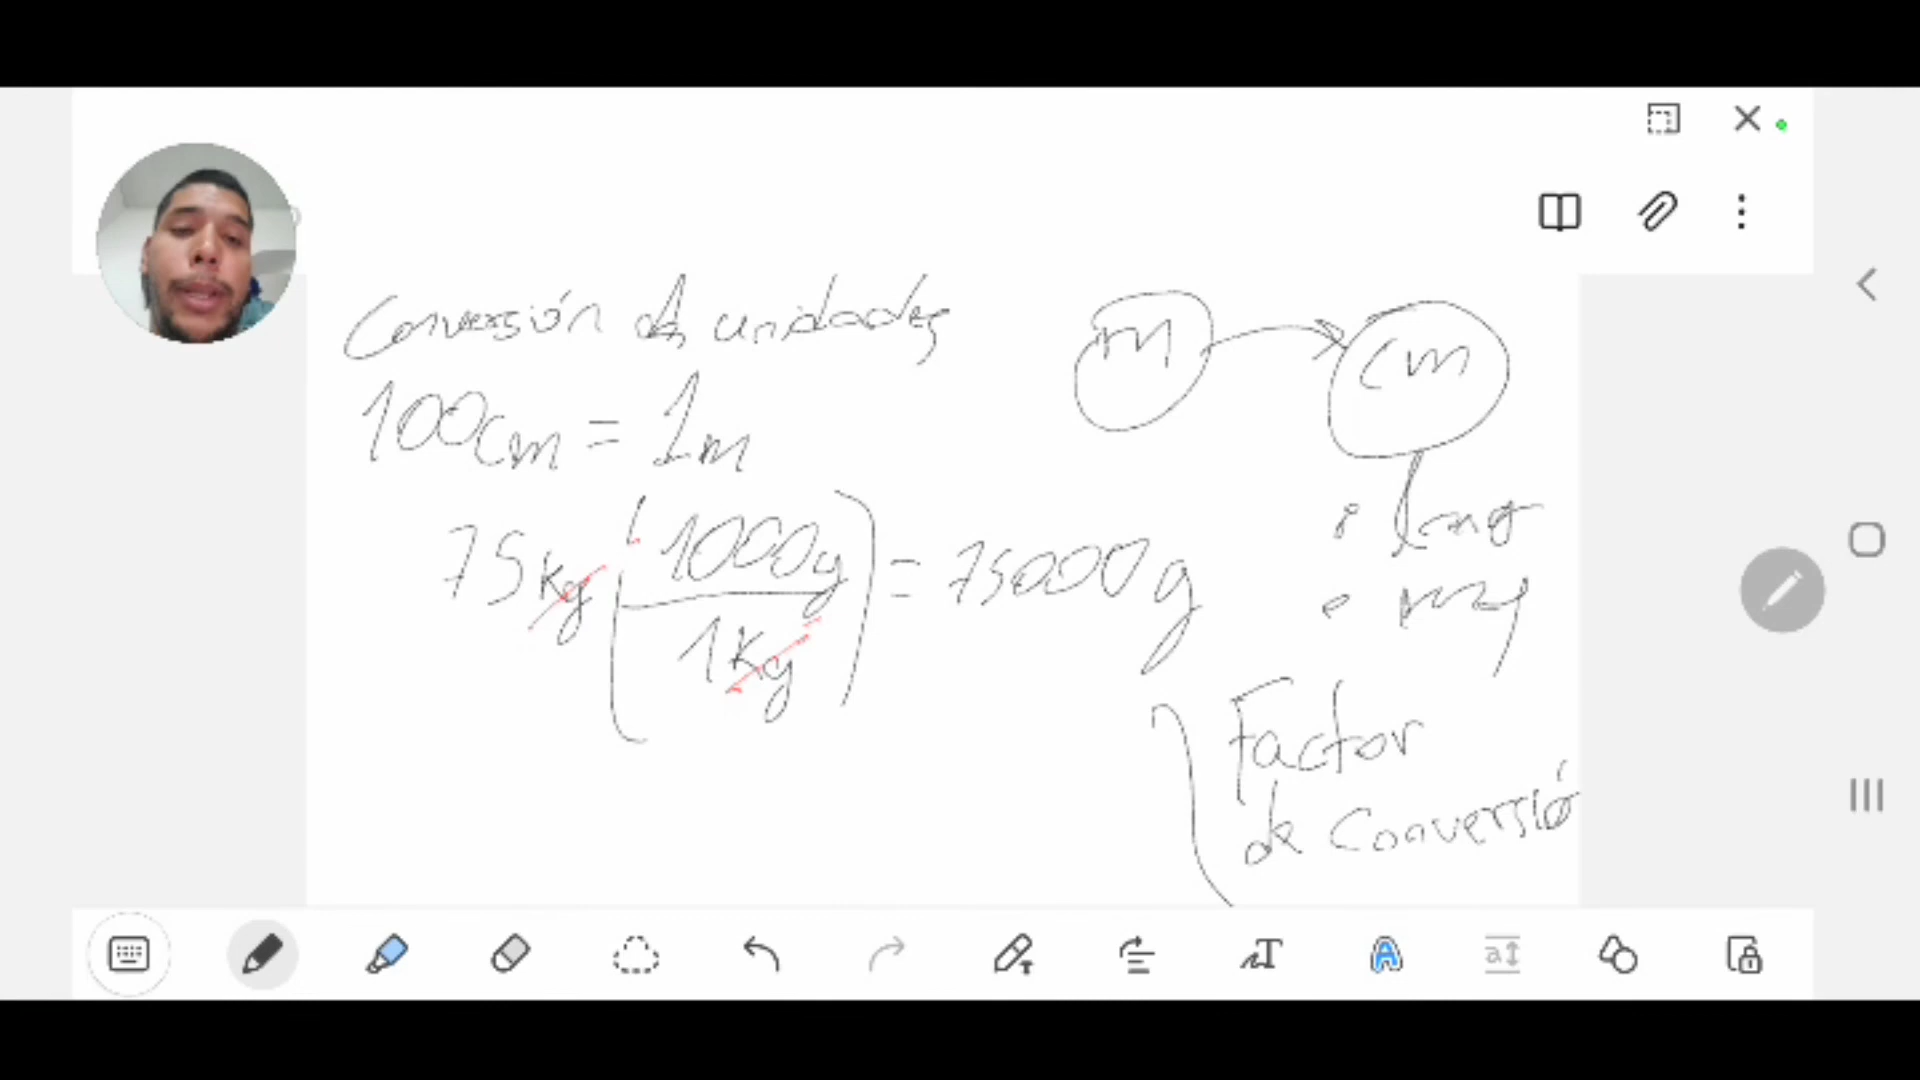 Conversión de unidades
m → cm
100cm = 1m
75kg (1000g / 1kg) = 75000g
Factor
de Conversió